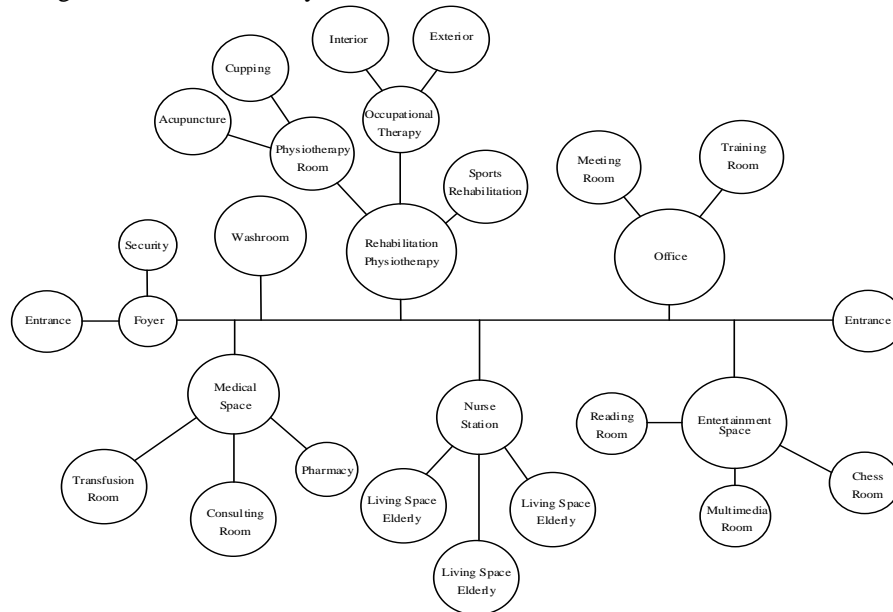 Interior
Exterior
Cupping
Acupuncture
Occupational
Therapy
Physiotherapy
Room
Sports
Rehabilitation
Meeting
Room
Training
Room
Security
Washroom
Rehabilitation
Physiotherapy
Office
Entrance
Foyer
Entrance
Medical
Space
Nurse
Station
Reading
Room
Entertainment
Space
Transfusion
Room
Pharmacy
Consulting
Room
Living Space
Elderly
Living Space
Elderly
Living Space
Elderly
Multimedia
Room
Chess
Room